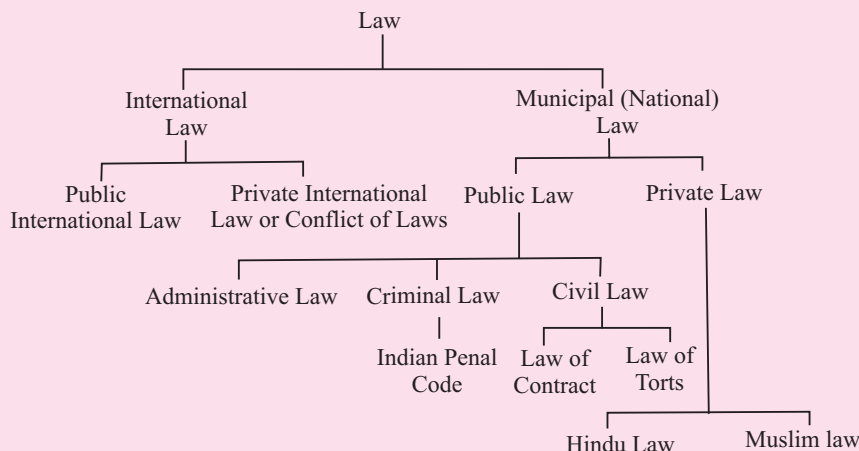 Law
International
Law
Municipal (National)
Law
Public
International Law
Private International
Law or Conflict of Laws
Public Law
Private Law
Administrative Law
Criminal Law
Civil Law
Indian Penal
Code
Law of
Contract
Law of
Torts
Hindu Law
Muslim law